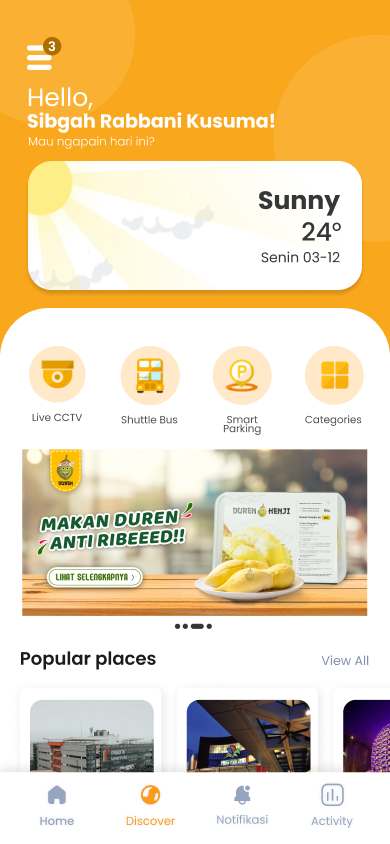 3
Hello,
Sibgah Rabbani Kusuma!
Mau ngapain hari ini?
Sunny
24°
Senin 03-12
Live CCTV
Shuttle Bus
Smart
Parking
Categories
DUREN
MAKAN DUREN
ANTI RIBEEED!!
LIHAT SELENGKAPNYA >
DUREN HENJI
Popular places
View All
Home
Discover
Notifikasi
Activity